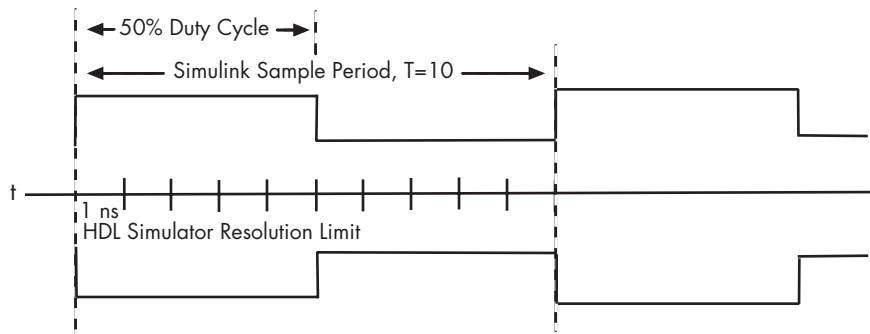 50% Duty Cycle
Simulink Sample Period, T=10
t
1 ns
HDL Simulator Resolution Limit